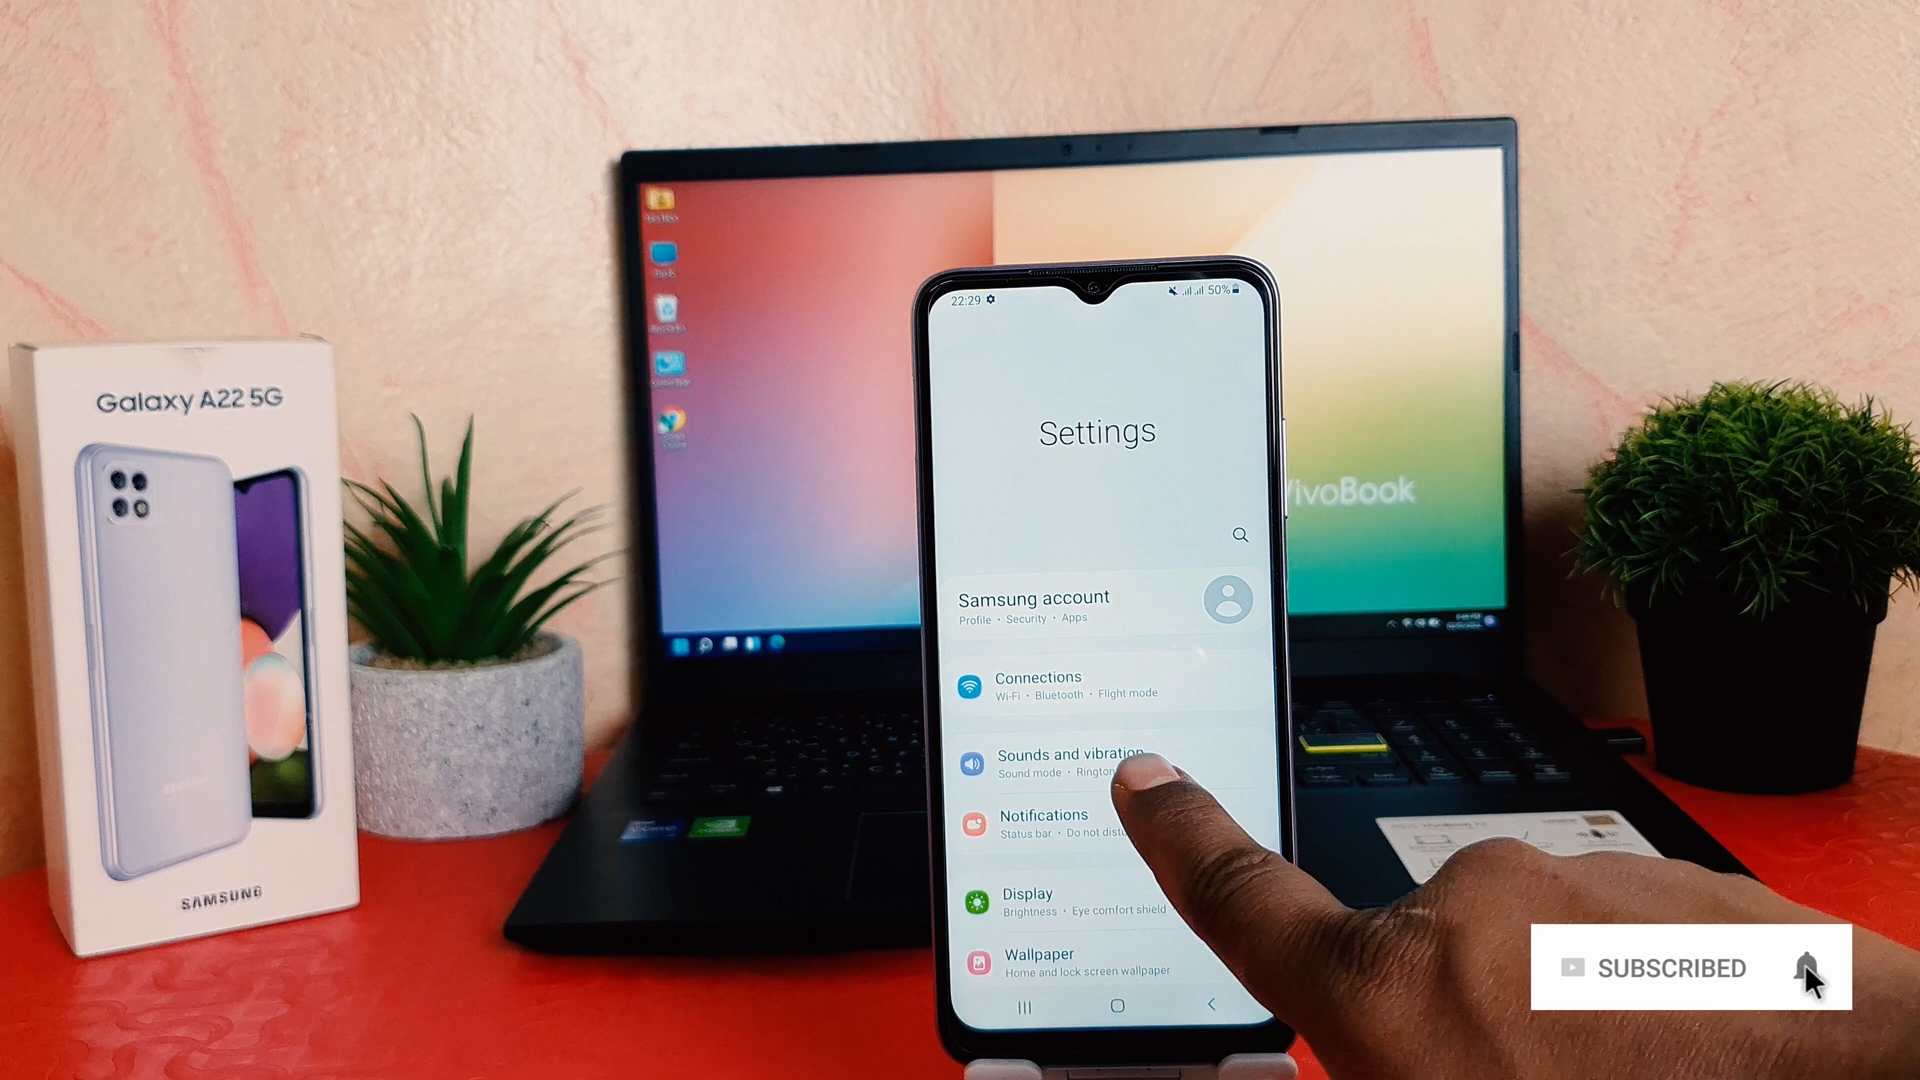 Galaxy A22 5G
SAMSUNG
VivoBook
22:29
50%
Settings
Samsung account
Profile • Security • Apps
Connections
Wi-Fi • Bluetooth • Flight mode
Sounds and vibration
Sound mode •
Notifications
Status bar • Do not
Display
Brightness • Eye comfort shield
Wallpaper
Home and lock screen wallpaper
SUBSCRIBED